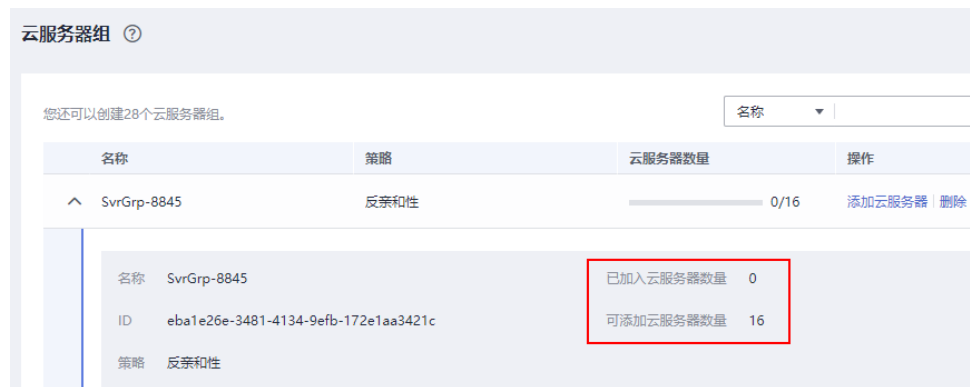 云服务器组 ?
您还可以创建28个云服务器组。
名称
名称 策略 云服务器数量 操作
SvrGrp-8845 反亲和性 0/16 添加云服务器 删除
名称 SvrGrp-8845 已加入云服务器数量 0
ID eba1e26e-3481-4134-9efb-172e1aa3421c 可添加云服务器数量 16
策略 反亲和性